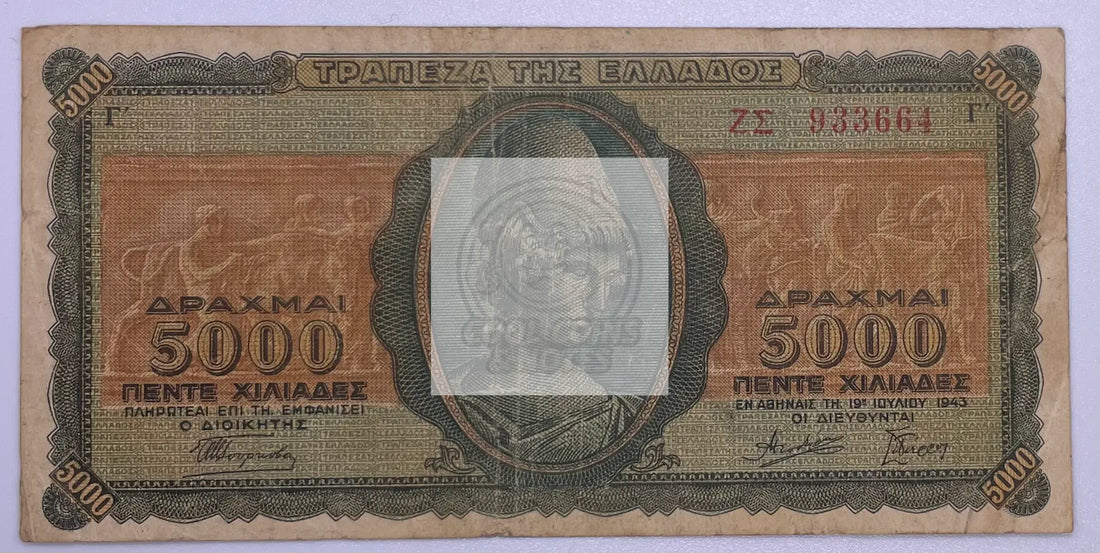 5000 5000
ΤΡΑΠΕΖΑ ΤΗΣ ΕΛΛΑΔΟΣ
Γ' ΖΣ 933664 Γ'
ΔΡΑΧΜΑΙ
5000
ΠΕΝΤΕ ΧΙΛΙΑΔΕΣ
ΠΛΗΡΩΤΕΑΙ ΕΠΙ ΤΗ. ΕΜΦΑΝΙΣΕΙ
Ο ΔΙΟΙΚΗΤΗΣ
ΔΡΑΧΜΑΙ
5000
ΠΕΝΤΕ ΧΙΛΙΑΔΕΣ
ΕΝ ΑΘΗΝΑΙΣ ΤΗ. 19ῃ ΙΟΥΛΙΟΥ 1943
ΟΙ ΔΙΕΥΘΥΝΤΑΙ
5000 5000